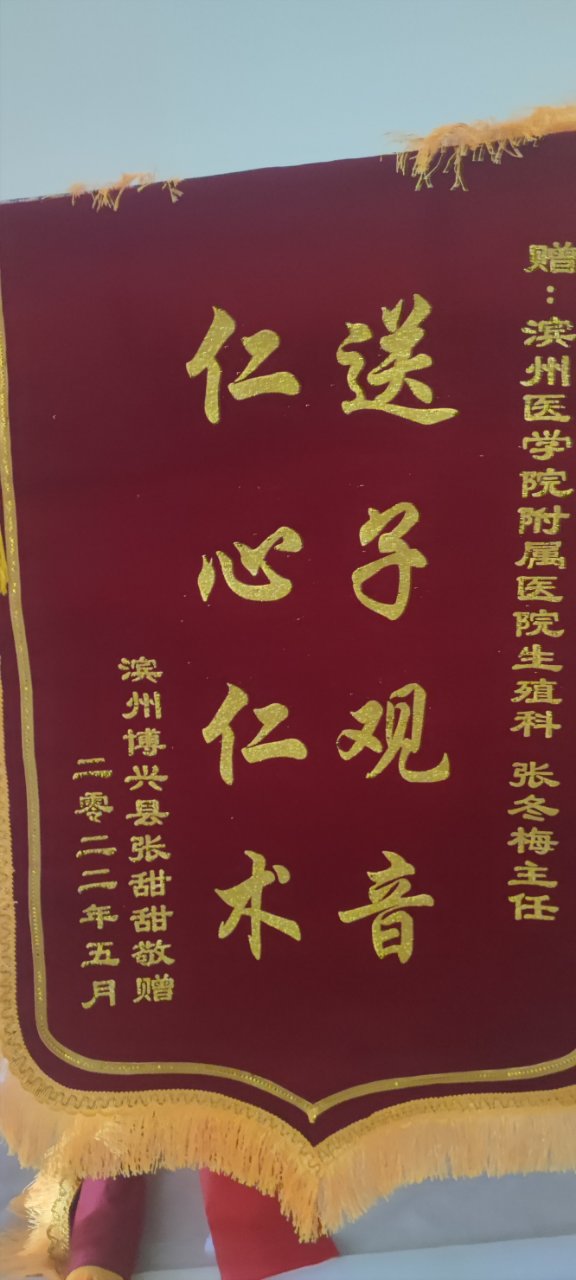 赠：滨州医学院附属医院生殖科 张冬梅主任
送子观音
仁心仁术
滨州博兴县张甜甜敬赠
二零二二年五月